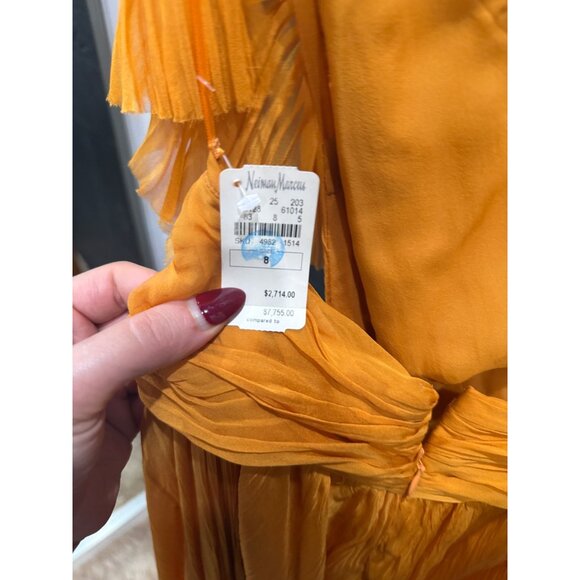 Neiman Marcus
25 203
61014
63 8 5
SKU 4982 1514
8
$2,714.00
$7,755.00
compared to